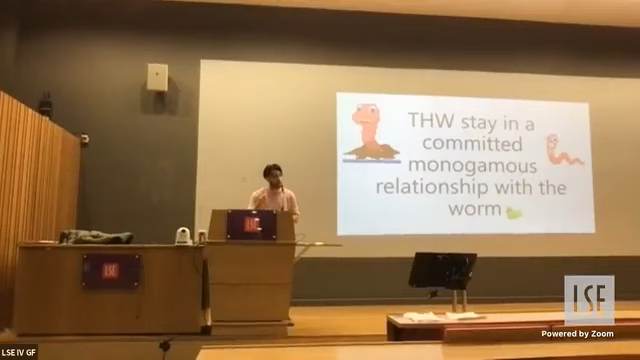 THW stay in a
committed
monogamous
relationship with the
worm
LSE
LSE
LSE
Powered by Zoom
LSE IV GF